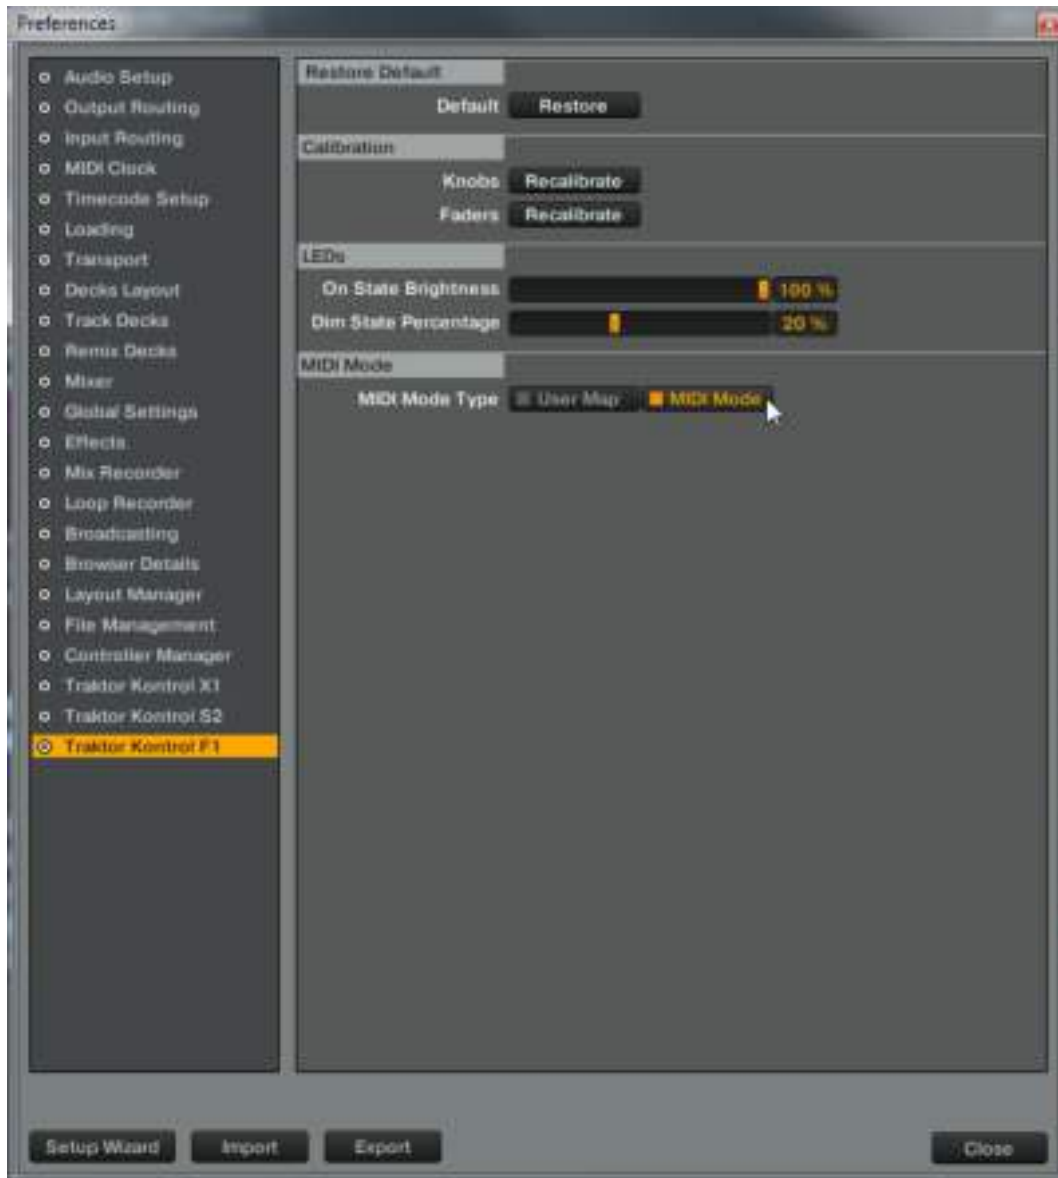 Preferences
Audio Setup
Output Routing
Input Routing
MIDI Clock
Timecode Setup
Loading
Transport
Decks Layout
Track Decks
Remix Decks
Mixer
Global Settings
Effects
Mix Recorder
Loop Recorder
Broadcasting
Browser Details
Layout Manager
File Management
Controller Manager
Traktor Kontrol X1
Traktor Kontrol S2
Traktor Kontrol F1
Restore Default
Default Restore
Calibration
Knobs Recalibrate
Faders Recalibrate
LEDs
On State Brightness 100 %
Dim State Percentage 20 %
MIDI Mode
MIDI Mode Type User Map MIDI Mode
Setup Wizard Import Export Close